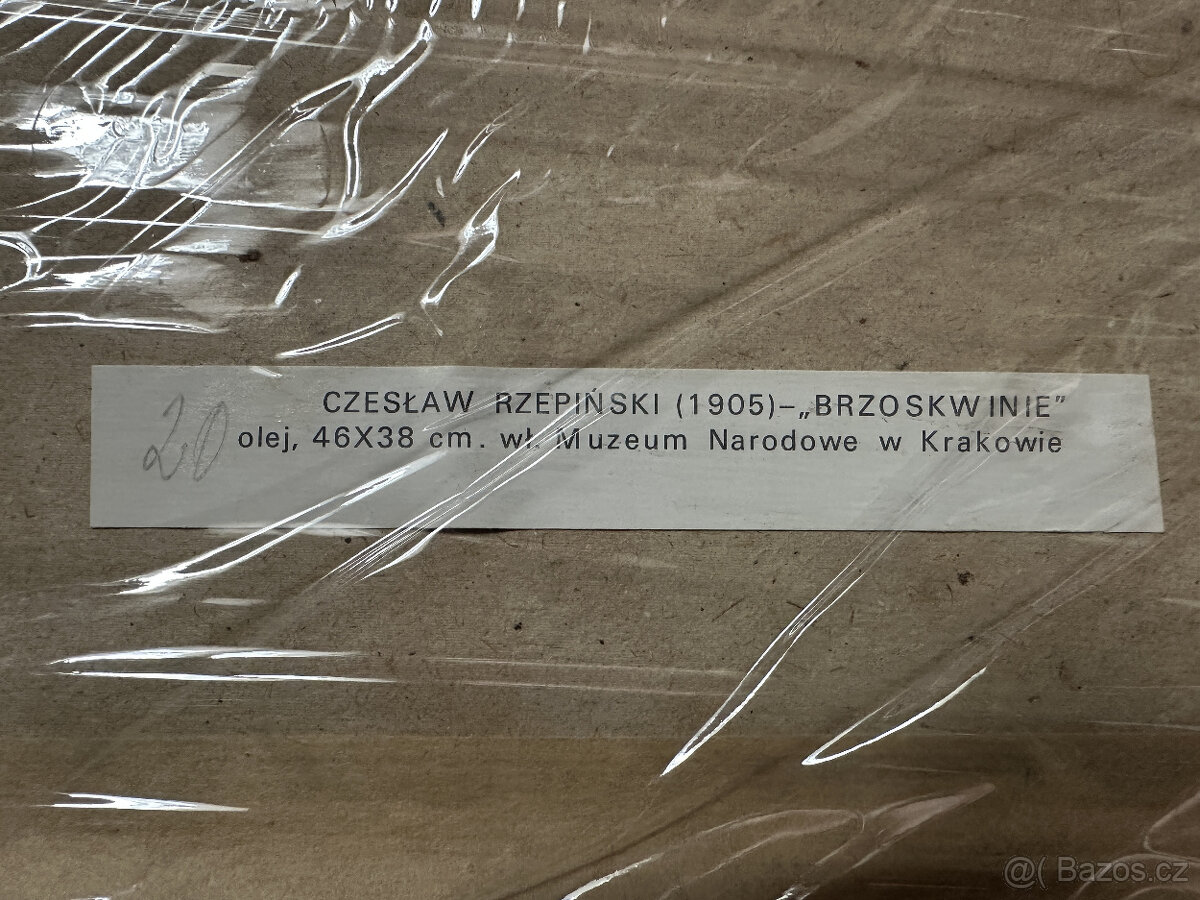 CZESŁAW RZEPIŃSKI (1905)–„BRZOSKWINIE”
20 olej, 46X38 cm. wł. Muzeum Narodowe w Krakowie
@( Bazos.cz